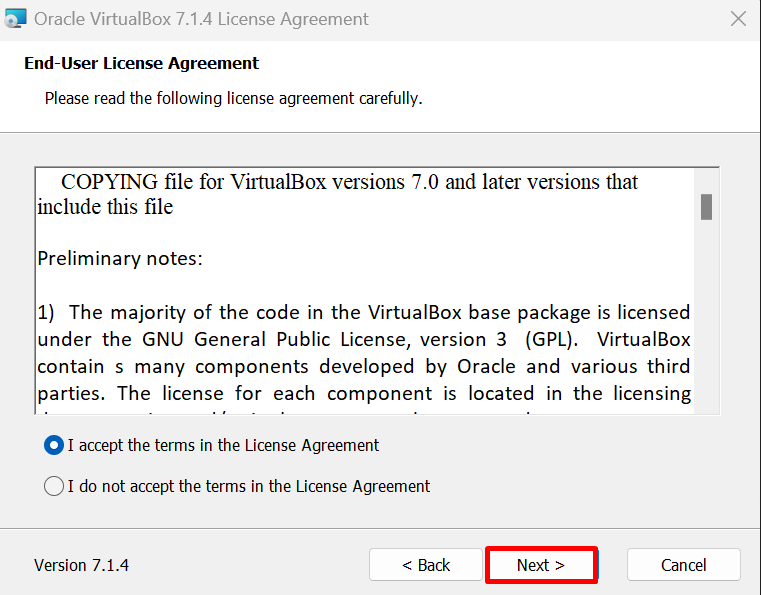 Oracle VirtualBox 7.1.4 License Agreement
End-User License Agreement
Please read the following license agreement carefully.
COPYING file for VirtualBox versions 7.0 and later versions that
include this file
Preliminary notes:
1) The majority of the code in the VirtualBox base package is licensed
under the GNU General Public License, version 3 (GPL). VirtualBox
contain s many components developed by Oracle and various third
parties. The license for each component is located in the licensing
I accept the terms in the License Agreement
I do not accept the terms in the License Agreement
Version 7.1.4
< Back
Next >
Cancel